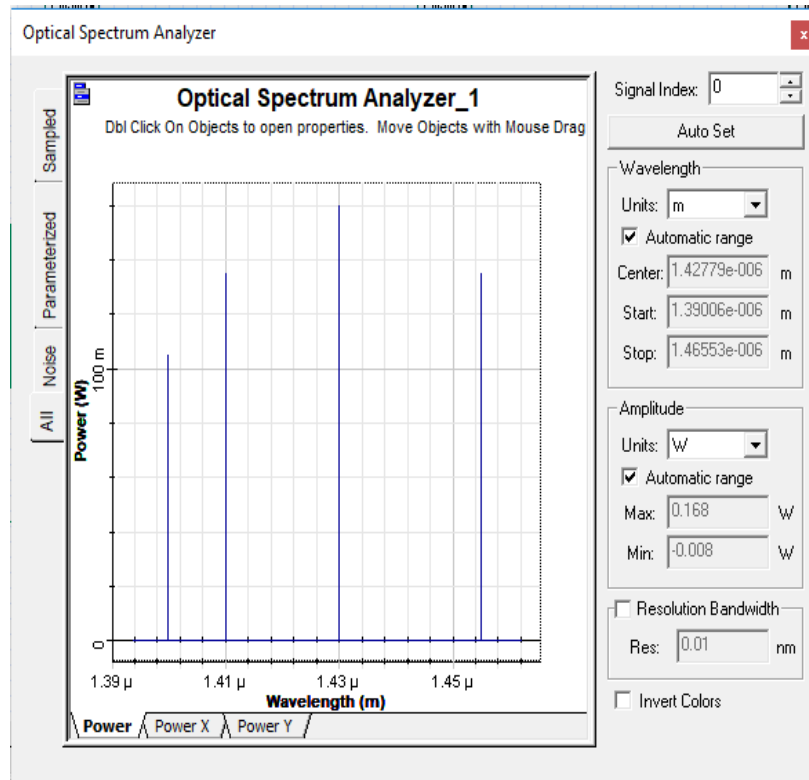 Optical Spectrum Analyzer
x
Optical Spectrum Analyzer_1
Dbl Click On Objects to open properties. Move Objects with Mouse Drag
Sampled
Parameterized
Noise
All
Power (W)
100 m
0
1.39 µ
1.41 µ
1.43 µ
1.45 µ
Wavelength (m)
Power
Power X
Power Y
Signal Index: 0
Auto Set
Wavelength
Units: m
Automatic range
Center: 1.42779e-006 m
Start: 1.39006e-006 m
Stop: 1.46553e-006 m
Amplitude
Units: W
Automatic range
Max: 0.168 W
Min: -0.008 W
Resolution Bandwidth
Res: 0.01 nm
Invert Colors